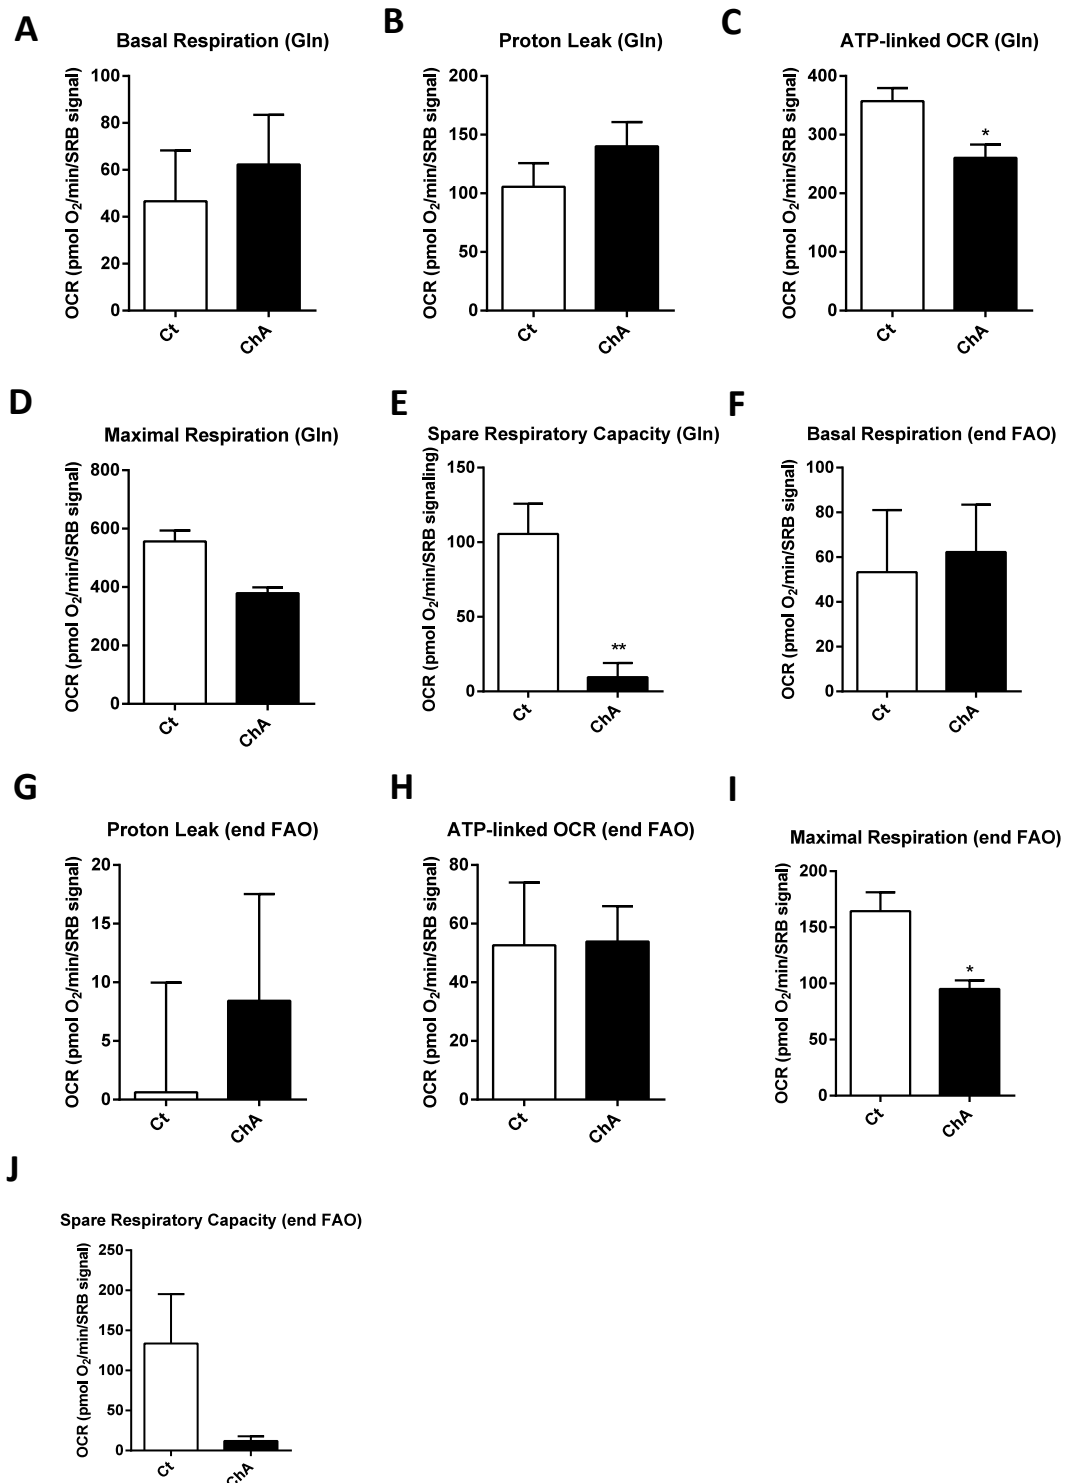 A
Basal Respiration (Gln)
OCR (pmol O2/min/SRB signal)
100
80
60
40
20
0
Ct
ChA
B
Proton Leak (Gln)
OCR (pmol O2/min/SRB signal)
200
150
100
50
0
Ct
ChA
C
ATP-linked OCR (Gln)
OCR (pmol O2/min/SRB signal)
400
300
200
100
0
*
Ct
ChA
D
Maximal Respiration (Gln)
OCR (pmol O2/min/SRB signal)
800
600
400
200
0
Ct
ChA
E
Spare Respiratory Capacity (Gln)
OCR (pmol O2/min/SRB signaling)
150
100
50
0
**
Ct
ChA
F
Basal Respiration (end FAO)
OCR (pmol O2/min/SRB signal)
100
80
60
40
20
0
Ct
ChA
G
Proton Leak (end FAO)
OCR (pmol O2/min/SRB signal)
20
15
10
5
0
Ct
ChA
H
ATP-linked OCR (end FAO)
OCR (pmol O2/min/SRB signal)
80
60
40
20
0
Ct
ChA
I
Maximal Respiration (end FAO)
OCR (pmol O2/min/SRB signal)
200
150
100
50
0
*
Ct
ChA
J
Spare Respiratory Capacity (end FAO)
OCR (pmol O2/min/SRB signal)
250
200
150
100
50
0
Ct
ChA